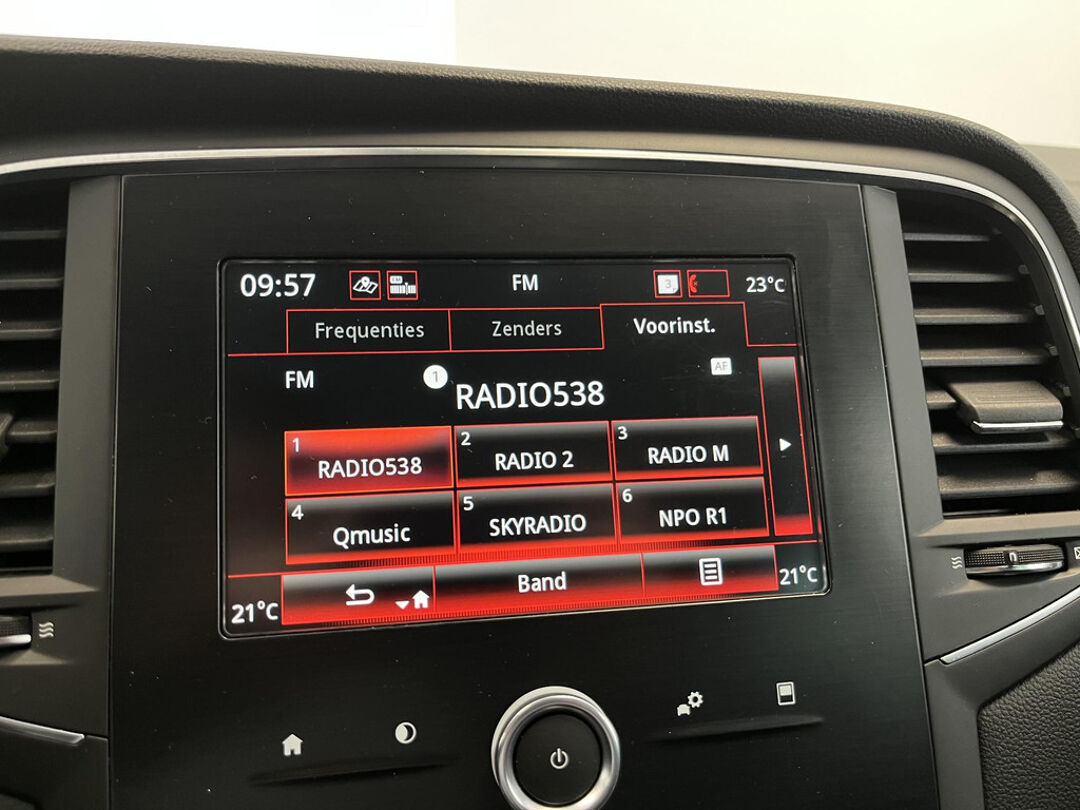 09:57 FM 3 23°C
Frequenties Zenders Voorinst.
FM 1 RADIO538 AF
1 RADIO538 2 RADIO 2 3 RADIO M
4 Qmusic 5 SKYRADIO 6 NPO R1
21°C Band 21°C